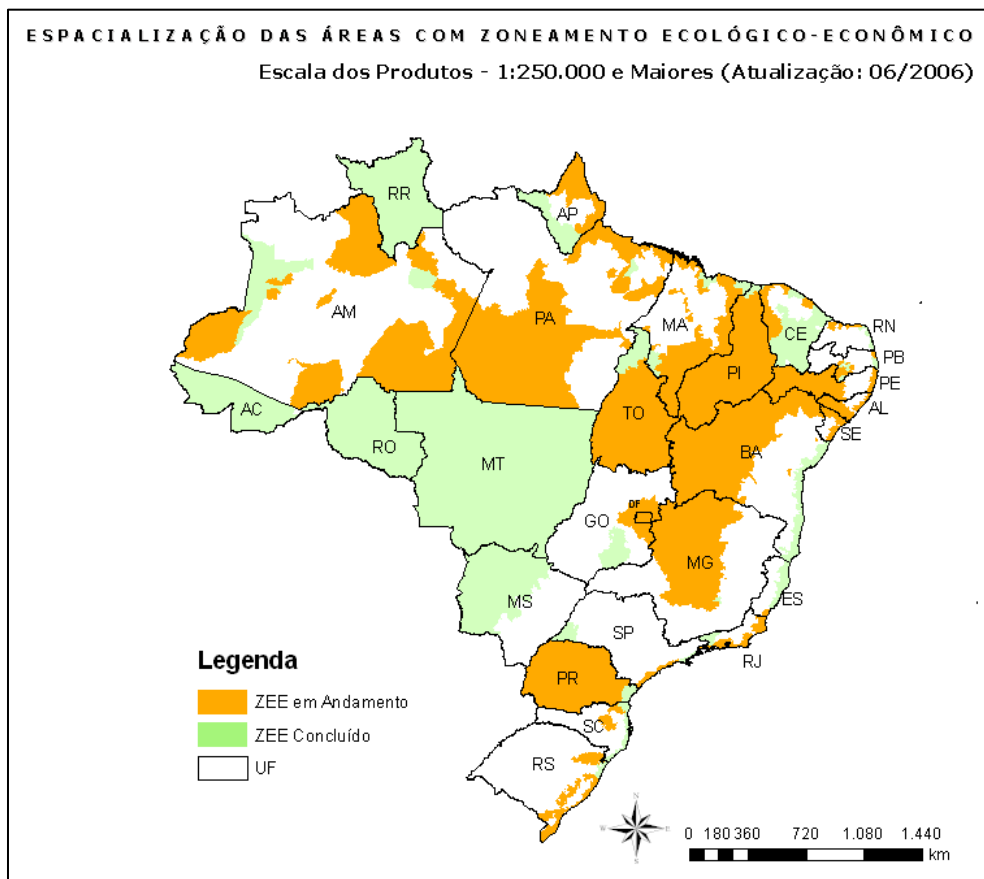 ESPACIALIZAÇÃO DAS ÁREAS COM ZONEAMENTO ECOLÓGICO-ECONÔMICO
Escala dos Produtos - 1:250.000 e Maiores (Atualização: 06/2006)
RR
AP
AM
PA
MA
CE
RN
PB
PI
PE
AL
AC
TO
SE
RO
BA
MT
DF
GO
MG
MS
ES
SP
RJ
PR
SC
RS
Legenda
ZEE em Andamento
ZEE Concluído
UF
N
W
E
S
0 180 360 720 1.080 1.440
km